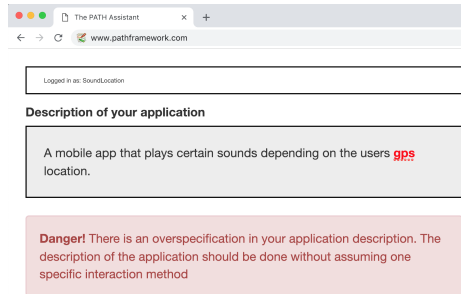 The PATH Assistant
www.pathframework.com
Logged in as: SoundLocation
Description of your application
A mobile app that plays certain sounds depending on the users gps
location.
Danger! There is an overspecification in your application description. The
description of the application should be done without assuming one
specific interaction method